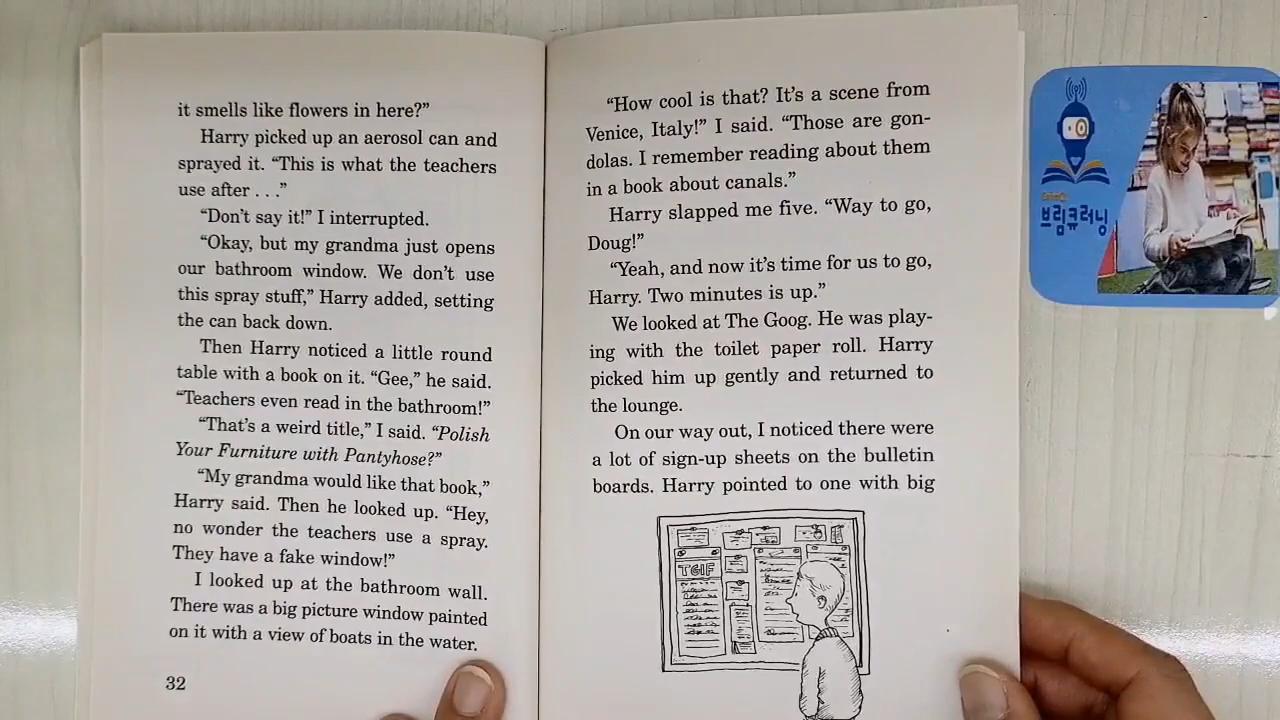 it smells like flowers in here?”
Harry picked up an aerosol can and
sprayed it. “This is what the teachers
use after . . .”
“Don’t say it!” I interrupted.
“Okay, but my grandma just opens
our bathroom window. We don’t use
this spray stuff,” Harry added, setting
the can back down.
Then Harry noticed a little round
table with a book on it. “Gee,” he said.
“Teachers even read in the bathroom!”
“That’s a weird title,” I said. “Polish
Your Furniture with Pantyhose?”
“My grandma would like that book,”
Harry said. Then he looked up. “Hey,
no wonder the teachers use a spray.
They have a fake window!”
I looked up at the bathroom wall.
There was a big picture window painted
on it with a view of boats in the water.
32
“How cool is that? It’s a scene from
Venice, Italy!” I said. “Those are gon-
dolas. I remember reading about them
in a book about canals.”
Harry slapped me five. “Way to go,
Doug!”
“Yeah, and now it’s time for us to go,
Harry. Two minutes is up.”
We looked at The Goog. He was play-
ing with the toilet paper roll. Harry
picked him up gently and returned to
the lounge.
On our way out, I noticed there were
a lot of sign-up sheets on the bulletin
boards. Harry pointed to one with big
TGIF
브림큐러닝